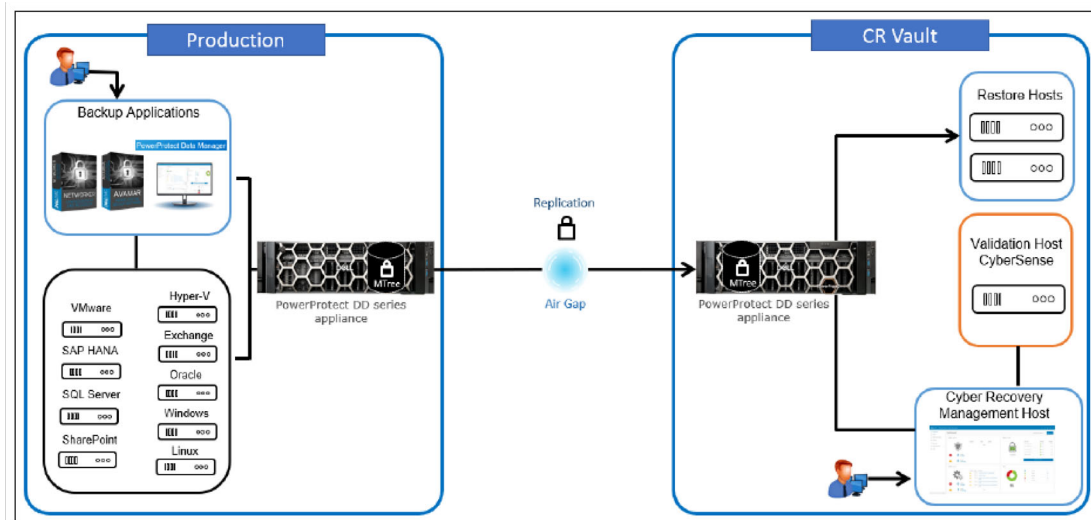 Production
CR Vault
Backup Applications
PowerProtect Data Manager
NETWORKER
AVAMAR
VMware
SAP HANA
SQL Server
SharePoint
Hyper-V
Exchange
Oracle
Windows
Linux
DELL
MTree
PowerProtect DD series
appliance
Replication
Air Gap
DELL
MTree
PowerProtect DD series
appliance
Restore Hosts
Validation Host
CyberSense
Cyber Recovery
Management Host